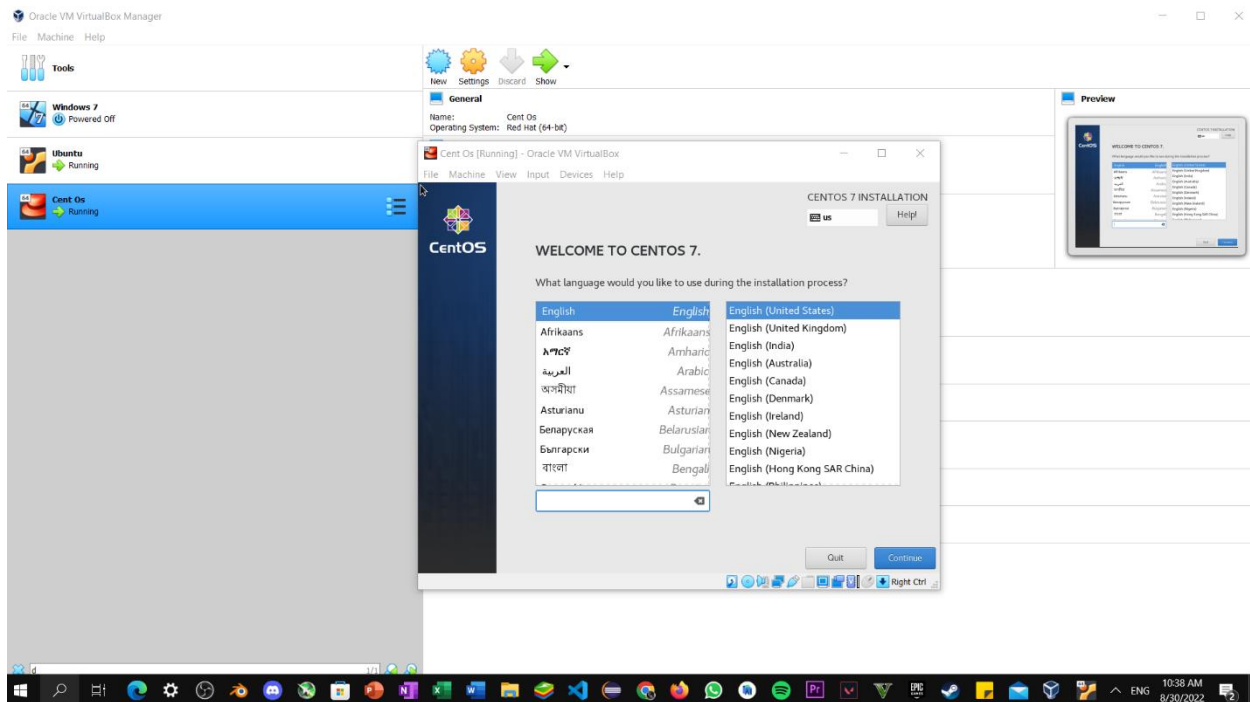 Oracle VM VirtualBox Manager
File Machine Help
Tools
New Settings Discard Show
Windows 7
Powered Off
Ubuntu
Running
Cent Os
Running
General
Name: Cent Os
Operating System: Red Hat (64-bit)
Preview
Cent Os [Running] - Oracle VM VirtualBox
File Machine View Input Devices Help
CentOS
CENTOS 7 INSTALLATION
us
Help!
WELCOME TO CENTOS 7.
What language would you like to use during the installation process?
English English
Afrikaans Afrikaans
አማርኛ Amharic
العربية Arabic
অসমীয়া Assamese
Asturianu Asturian
Беларуская Belarusian
Български Bulgarian
বাংলা Bengali
English (United States)
English (United Kingdom)
English (India)
English (Australia)
English (Canada)
English (Denmark)
English (Ireland)
English (New Zealand)
English (Nigeria)
English (Hong Kong SAR China)
English (Philippines)
Quit Continue
Right Ctrl
d
1/1
ENG
10:38 AM
8/30/2022